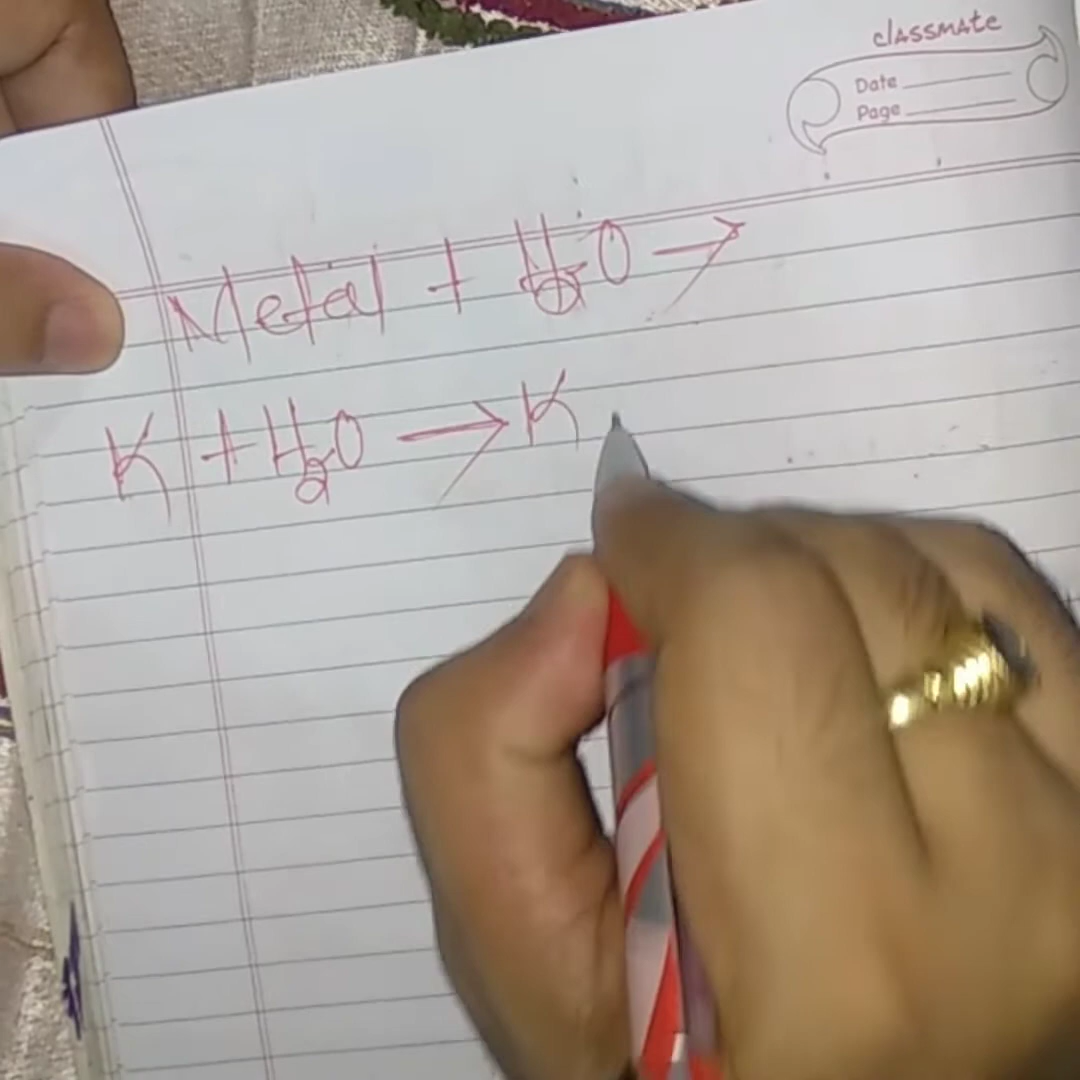 classmate
Date
Page
Metal + H₂O →
K + H₂O → K